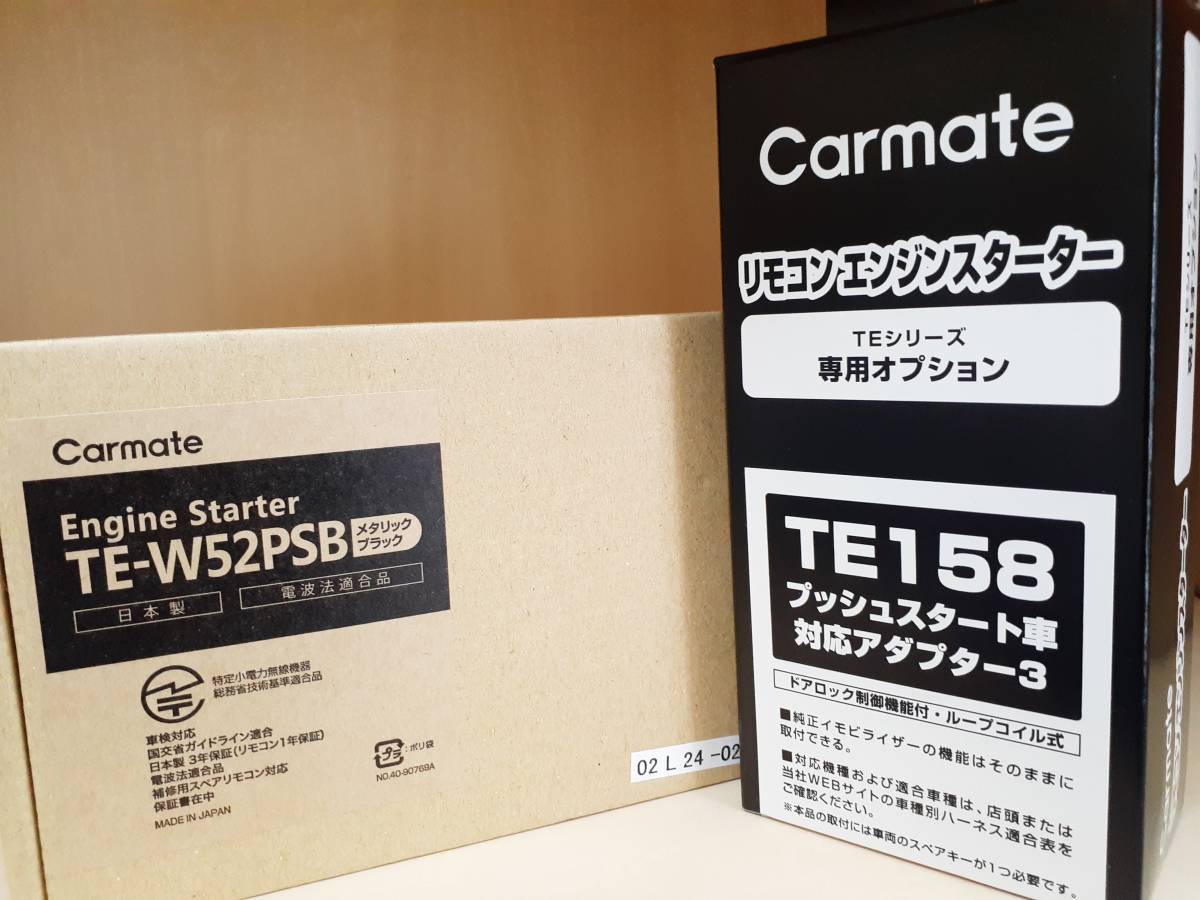 Carmate
Engine Starter
TE-W52PSB
メタリック
ブラック
日本製
電波法適合品
特定小電力無線機器
総務省技術基準適合品
車検対応
国交省ガイドライン適合
日本製 3年保証(リモコン1年保証)
電波法適合品
補修用スペアリモコン対応
保証書在中
MADE IN JAPAN
プラ
:ポリ袋
NO.40-90769A
02 L 24 -02
Carmate
リモコン エンジンスターター
TEシリーズ
専用オプション
TE158
プッシュスタート車
対応アダプター3
ドアロック制御機能付・ループコイル式
■純正イモビライザーの機能はそのままに
取付できる。
■対応機種および適合車種は、店頭または
当社WEBサイトの車種別ハーネス適合表を
ご確認ください。
※本品の取付には車両のスペアキーが1つ必要です。